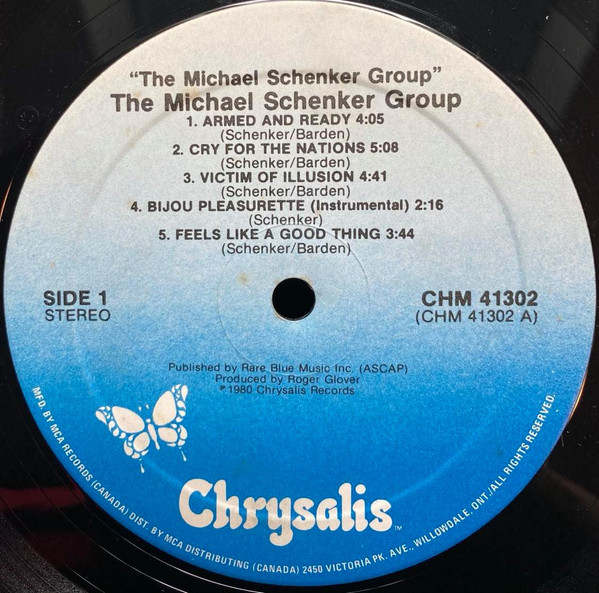 "The Michael Schenker Group"
The Michael Schenker Group
1. ARMED AND READY 4:05
(Schenker/Barden)
2. CRY FOR THE NATIONS 5:08
(Schenker/Barden)
3. VICTIM OF ILLUSION 4:41
(Schenker/Barden)
4. BIJOU PLEASURETTE (Instrumental) 2:16
(Schenker)
5. FEELS LIKE A GOOD THING 3:44
(Schenker/Barden)
SIDE 1
STEREO
CHM 41302
(CHM 41302 A)
Published by Rare Blue Music Inc. (ASCAP)
Produced by Roger Glover
℗1980 Chrysalis Records
Chrysalis™
MFD. BY MCA RECORDS (CANADA) DIST. BY MCA DISTRIBUTING (CANADA) 2450 VICTORIA PK. AVE., WILLOWDALE, ONT./ALL RIGHTS RESERVED.